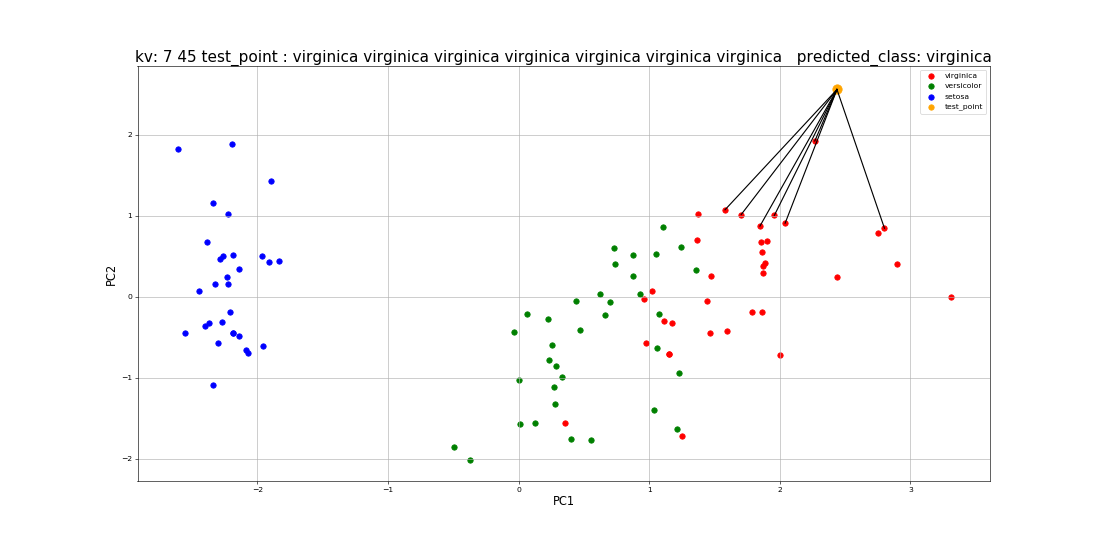 kv: 7 45 test_point : virginica virginica virginica virginica virginica virginica virginica   predicted_class: virginica
virginica
versicolor
setosa
test_point
PC2
2
1
0
−1
−2
−2
−1
0
1
2
3
PC1